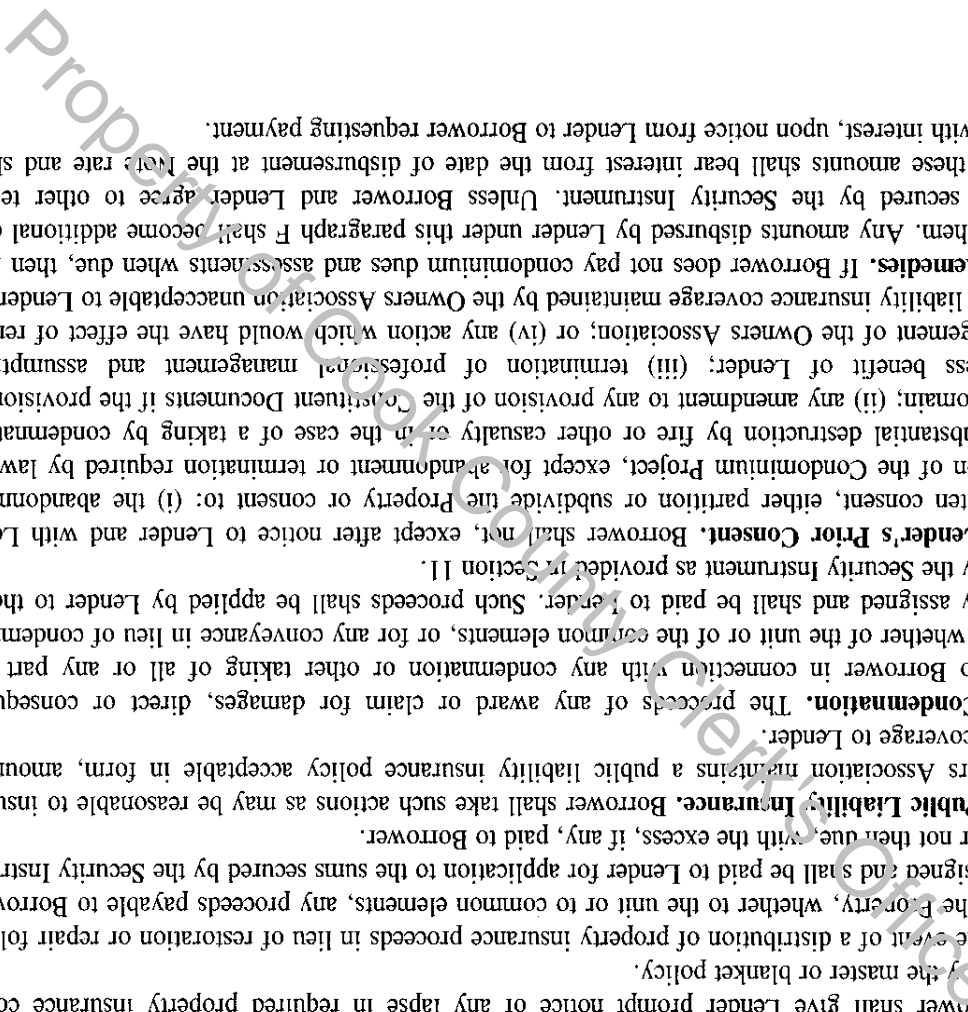 ower shall give Lender prompt notice of any lapse in required property insurance co
y the master or blanket policy.
e event of a distribution of property insurance proceeds in lieu of restoration or repair fol
he Property, whether to the unit or to common elements, any proceeds payable to Borrow
signed and shall be paid to Lender for application to the sums secured by the Security Instr
r not then due, with the excess, if any, paid to Borrower.
Public Liability Insurance. Borrower shall take such actions as may be reasonable to insu
rs Association maintains a public liability insurance policy acceptable in form, amoun
coverage to Lender.
Condemnation. The proceeds of any award or claim for damages, direct or consequ
o Borrower in connection with any condemnation or other taking of all or any part
whether of the unit or of the common elements, or for any conveyance in lieu of condem
y assigned and shall be paid to Lender. Such proceeds shall be applied by Lender to the
y the Security Instrument as provided in Section 11.
Lender's Prior Consent. Borrower shall not, except after notice to Lender and with Le
ten consent, either partition or subdivide the Property or consent to: (i) the abandonm
n of the Condominium Project, except for abandonment or termination required by law
ubstantial destruction by fire or other casualty or in the case of a taking by condemnat
omain; (ii) any amendment to any provision of the Constituent Documents if the provision
ss benefit of Lender; (iii) termination of professional management and assumpt
gement of the Owners Association; or (iv) any action which would have the effect of ren
liability insurance coverage maintained by the Owners Association unacceptable to Lender
emedies. If Borrower does not pay condominium dues and assessments when due, then
hem. Any amounts disbursed by Lender under this paragraph F shall become additional
secured by the Security Instrument. Unless Borrower and Lender agree to other te
these amounts shall bear interest from the date of disbursement at the Note rate and sh
with interest, upon notice from Lender to Borrower requesting payment.
Property of Cook County Clerk's Office